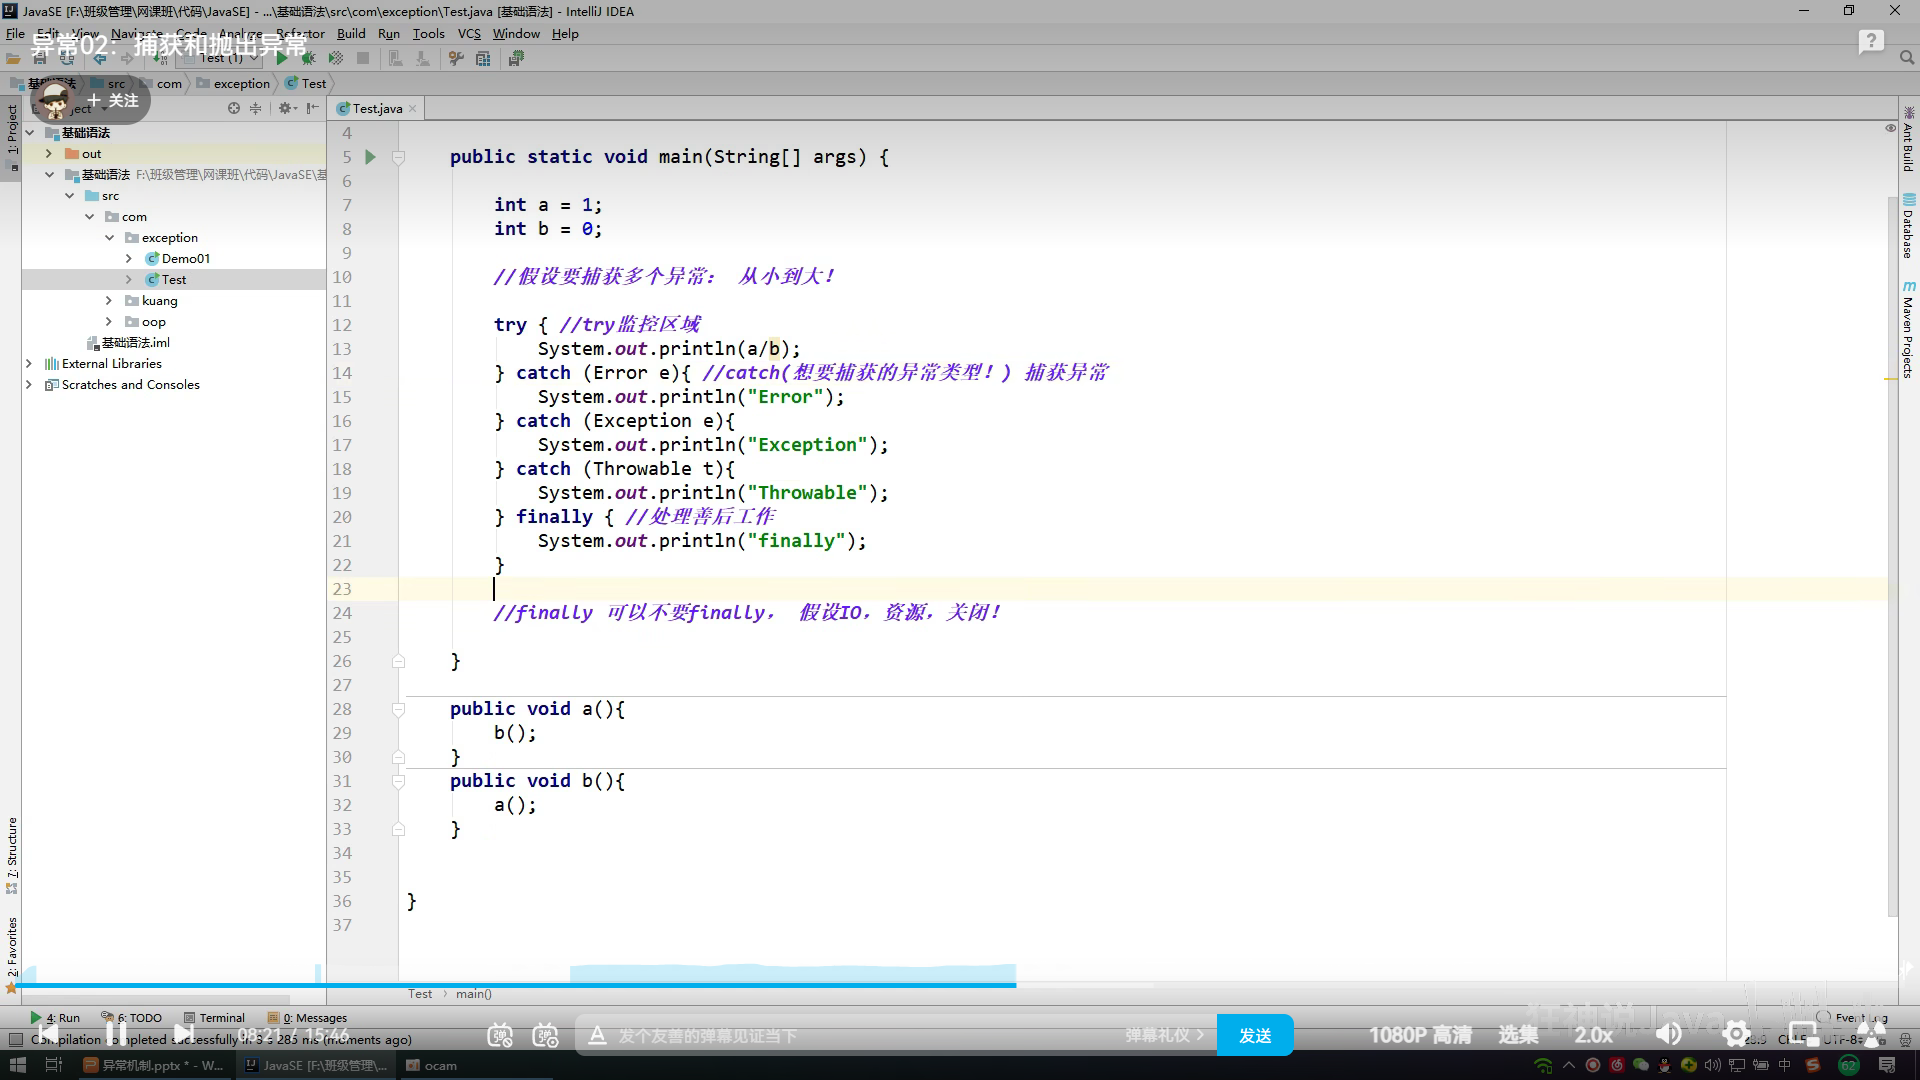 JavaSE [F:\班级管理\网课班\代码\JavaSE] - ...\基础语法\src\com\exception\Test.java [基础语法] - IntelliJ IDEA
File Edit View Navigate Code Analyze Refactor Build Run Tools VCS Window Help
异常02：捕获和抛出异常
Test (1)
基础语法 src com exception Test
+ 关注
Test.java
1: Project
基础语法
out
基础语法 F:\班级管理\网课班\代码\JavaSE\基
src
com
exception
Demo01
Test
kuang
oop
基础语法.iml
External Libraries
Scratches and Consoles
4
5 public static void main(String[] args) {
6
7 int a = 1;
8 int b = 0;
9
10 //假设要捕获多个异常： 从小到大！
11
12 try { //try监控区域
13 System.out.println(a/b);
14 } catch (Error e){ //catch(想要捕获的异常类型！) 捕获异常
15 System.out.println("Error");
16 } catch (Exception e){
17 System.out.println("Exception");
18 } catch (Throwable t){
19 System.out.println("Throwable");
20 } finally { //处理善后工作
21 System.out.println("finally");
22 }
23
24 //finally 可以不要finally， 假设IO，资源，关闭！
25
26 }
27
28 public void a(){
29 b();
30 }
31 public void b(){
32 a();
33 }
34
35
36 }
37
Ant Build
Database
Maven Projects
7: Structure
2: Favorites
Test main()
4: Run 6: TODO Terminal 0: Messages Event Log
Compilation completed successfully in 3 s 285 ms (moments ago)
08:21 / 15:46
发个友善的弹幕见证当下
弹幕礼仪
发送
1080P 高清 选集 2.0x
狂神说Java
异常机制.pptx * - W... JavaSE [F:\班级管理\网课班\... ocam
中
62